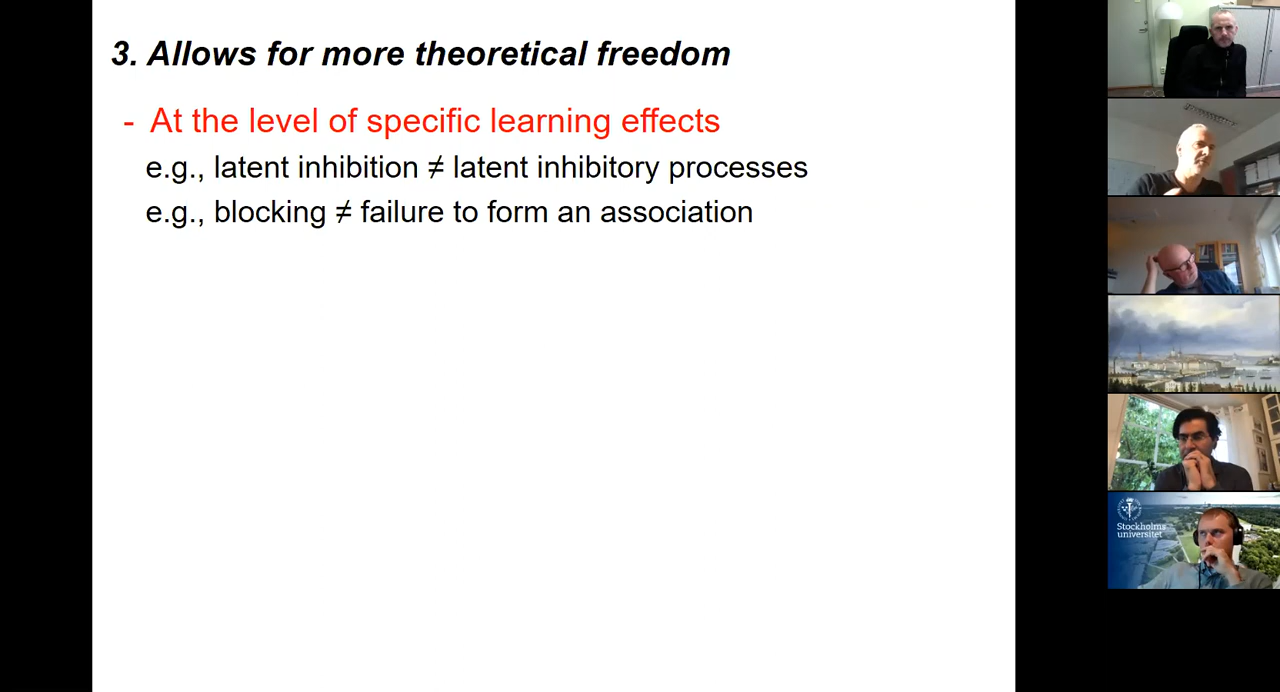 3. Allows for more theoretical freedom
- At the level of specific learning effects
e.g., latent inhibition ≠ latent inhibitory processes
e.g., blocking ≠ failure to form an association
Stockholms
universitet